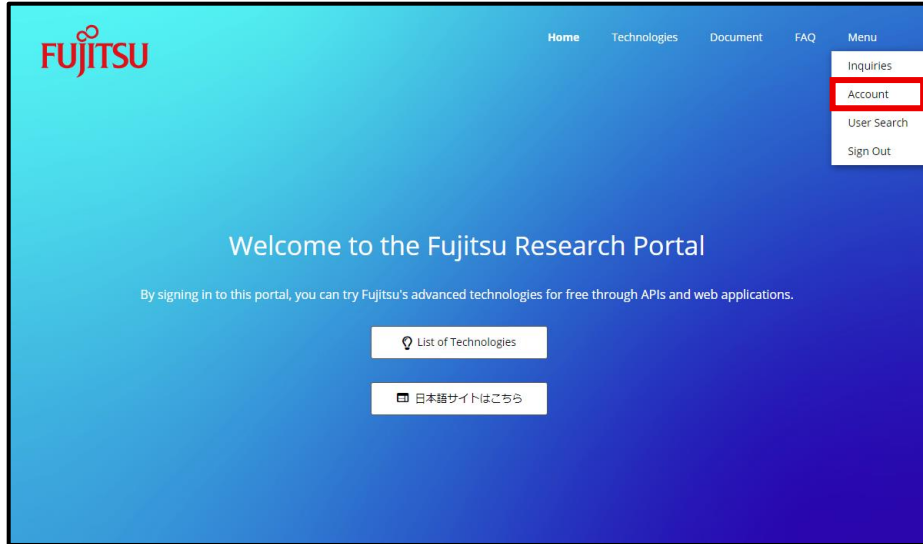 FUJITSU
Home Technologies Document FAQ Menu
Inquiries
Account
User Search
Sign Out
Welcome to the Fujitsu Research Portal
By signing in to this portal, you can try Fujitsu's advanced technologies for free through APIs and web applications.
List of Technologies
日本語サイトはこちら